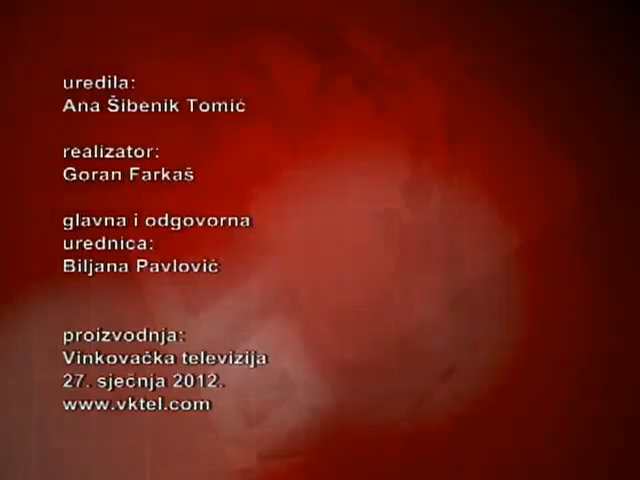 uredila:
Ana Šibenik Tomić
realizator:
Goran Farkaš
glavna i odgovorna
urednica:
Biljana Pavlović
proizvodnja:
Vinkovačka televizija
27. sječnja 2012.
www.vktel.com